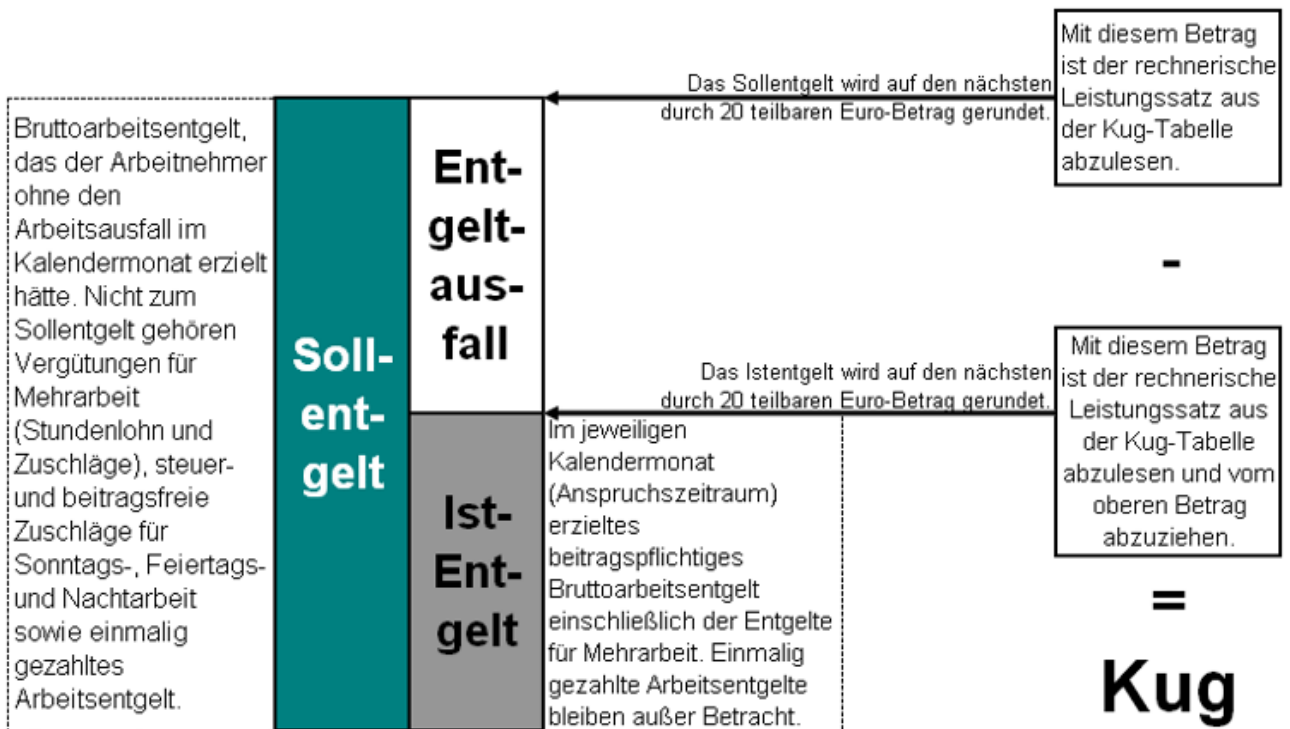 Mit diesem Betrag
ist der rechnerische
Leistungssatz aus
der Kug-Tabelle
abzulesen.
Das Sollentgelt wird auf den nächsten
durch 20 teilbaren Euro-Betrag gerundet.
Bruttoarbeitsentgelt,
das der Arbeitnehmer
ohne den
Arbeitsausfall im
Kalendermonat erzielt
hätte. Nicht zum
Sollentgelt gehören
Vergütungen für
Mehrarbeit
(Stundenlohn und
Zuschläge), steuer-
und beitragsfreie
Zuschläge für
Sonntags-, Feiertags-
und Nachtarbeit
sowie einmalig
gezahltes
Arbeitsentgelt.
Soll-
ent-
gelt
Ent-
gelt-
aus-
fall
-
Das Istentgelt wird auf den nächsten
durch 20 teilbaren Euro-Betrag gerundet.
Mit diesem Betrag
ist der rechnerische
Leistungssatz aus
der Kug-Tabelle
abzulesen und vom
oberen Betrag
abzuziehen.
Ist-
Ent-
gelt
Im jeweiligen
Kalendermonat
(Anspruchszeitraum)
erzieltes
beitragspflichtiges
Bruttoarbeitsentgelt
einschließlich der Entgelte
für Mehrarbeit. Einmalig
gezahlte Arbeitsentgelte
bleiben außer Betracht.
=
Kug